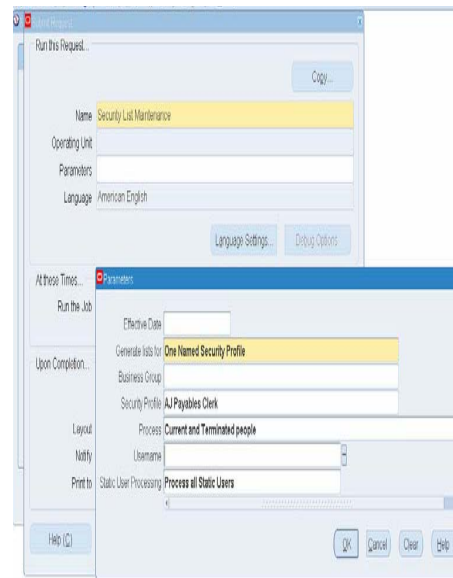 Submit Request
Run this Request...
Copy...
Name Security List Maintenance
Operating Unit
Parameters
Language American English
Language Settings... Debug Options
At these Times...
Run the Job
Parameters
Effective Date
Generate lists for One Named Security Profile
Business Group
Upon Completion...
Security Profile AJ Payables Clerk
Layout
Process Current and Terminated people
Notify
Username
Print to
Static User Processing Process all Static Users
Help (C)
OK Cancel Clear Help